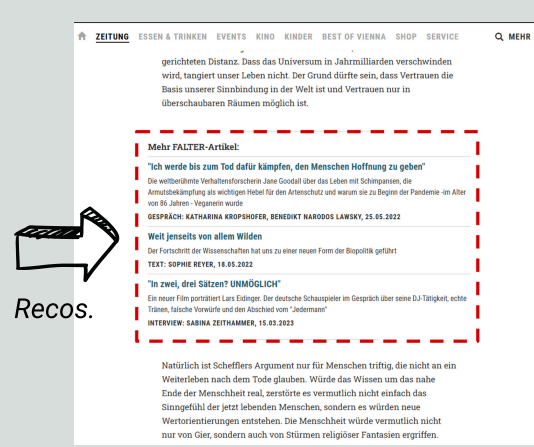 ZEITUNG ESSEN & TRINKEN EVENTS KINO KINDER BEST OF VIENNA SHOP SERVICE MEHR
gerichteten Distanz. Dass das Universum in Jahrmilliarden verschwinden
wird, tangiert unser Leben nicht. Der Grund dürfte sein, dass Vertrauen die
Basis unserer Sinnbindung in der Welt ist und Vertrauen nur in
überschaubaren Räumen möglich ist.
Mehr FALTER-Artikel:
"Ich werde bis zum Tod dafür kämpfen, den Menschen Hoffnung zu geben"
Die weltberühmte Verhaltensforscherin Jane Goodall über das Leben mit Schimpansen, die
Armutsbekämpfung als wichtigen Hebel für den Artenschutz und warum sie zu Beginn der Pandemie -im Alter
von 86 Jahren - Veganerin wurde
GESPRÄCH: KATHARINA KROPSHOFER, BENEDIKT NARODOSLAWSKY, 25.05.2022
Weit jenseits von allem Wilden
Der Fortschritt der Wissenschaften hat uns zu einer neuen Form der Biopolitik geführt
TEXT: SOPHIE REYER, 18.05.2022
"In zwei, drei Sätzen? UNMÖGLICH"
Ein neuer Film porträtiert Lars Eidinger. Der deutsche Schauspieler im Gespräch über seine DJ-Tätigkeit, echte
Tränen, falsche Vorwürfe und den Abschied vom "Jedermann"
INTERVIEW: SABINA ZEITHAMMER, 15.03.2023
Recos.
Natürlich ist Schefflers Argument nur für Menschen triftig, die nicht an ein
Weiterleben nach dem Tode glauben. Würde das Wissen um das nahe
Ende der Menschheit real, zerstörte es vermutlich nicht einfach das
Sinngefühl der jetzt lebenden Menschen, sondern es würden neue
Wertorientierungen entstehen. Die Menschheit würde vermutlich nicht
nur von Gier, sondern auch von Stürmen religiöser Fantasien ergriffen.